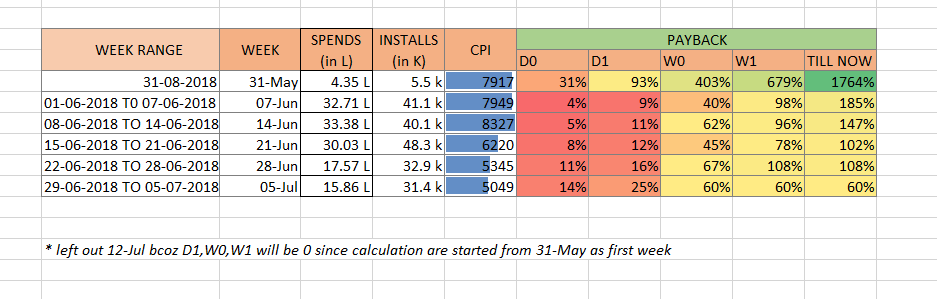 WEEK RANGE WEEK SPENDS (in L) INSTALLS (in K) CPI PAYBACK
D0 D1 W0 W1 TILL NOW
31-08-2018 31-May 4.35 L 5.5 k 7917 31% 93% 403% 679% 1764%
01-06-2018 T0 07-06-2018 07-Jun 32.71 L 41.1 k 7949 4% 9% 40% 98% 185%
08-06-2018 TO 14-06-2018 14-Jun 33.38 L 40.1 k 8327 5% 11% 62% 96% 147%
15-06-2018 TO 21-06-2018 21-Jun 30.03 L 48.3 k 6220 8% 12% 45% 78% 102%
22-06-2018 TO 28-06-2018 28-Jun 17.57 L 32.9 k 5345 11% 16% 67% 108% 108%
29-06-2018 TO 05-07-2018 05-Jul 15.86 L 31.4 k 5049 14% 25% 60% 60% 60%
* left out 12-Jul bcoz D1,W0,W1 will be 0 since calculation are started from 31-May as first week